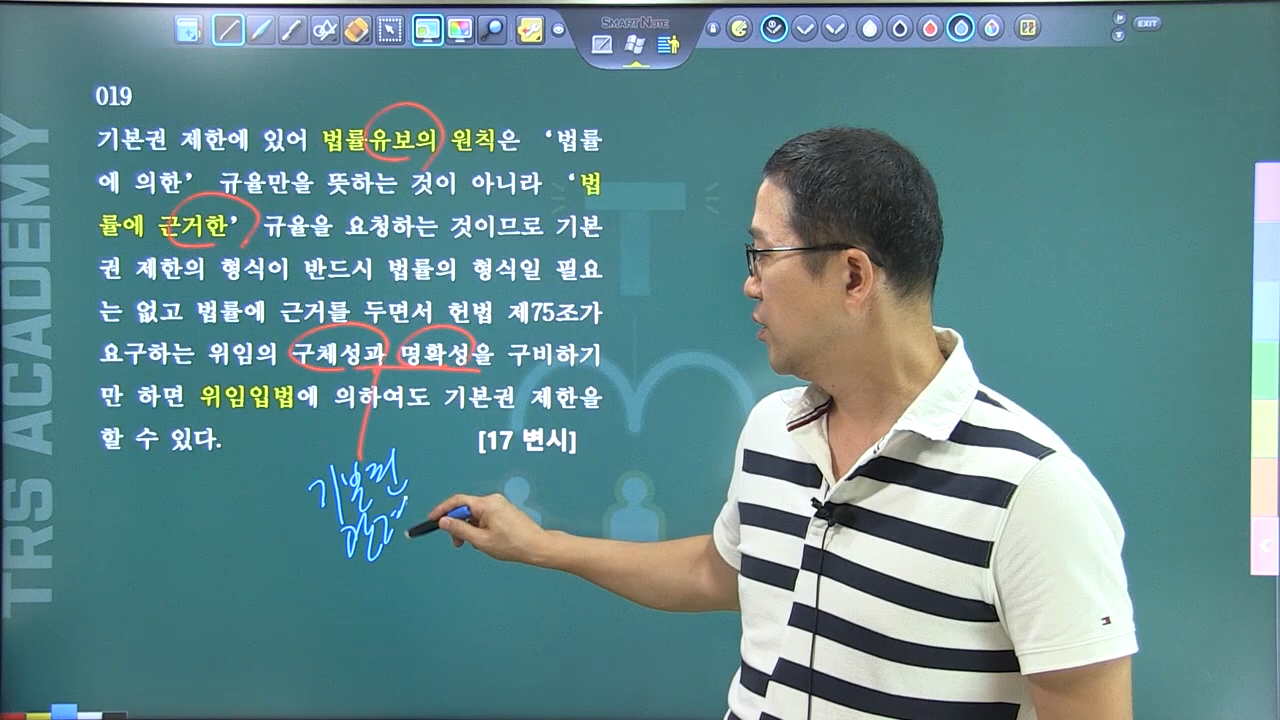 SMARTNOTE
EXIT
TRS ACADEMY
019
기본권 제한에 있어 법률유보의 원칙은 ‘법률
에 의한’ 규율만을 뜻하는 것이 아니라 ‘법
률에 근거한’ 규율을 요청하는 것이므로 기본
권 제한의 형식이 반드시 법률의 형식일 필요
는 없고 법률에 근거를 두면서 헌법 제75조가
요구하는 위임의 구체성과 명확성을 구비하기
만 하면 위임입법에 의하여도 기본권 제한을
할 수 있다. [17 변시]